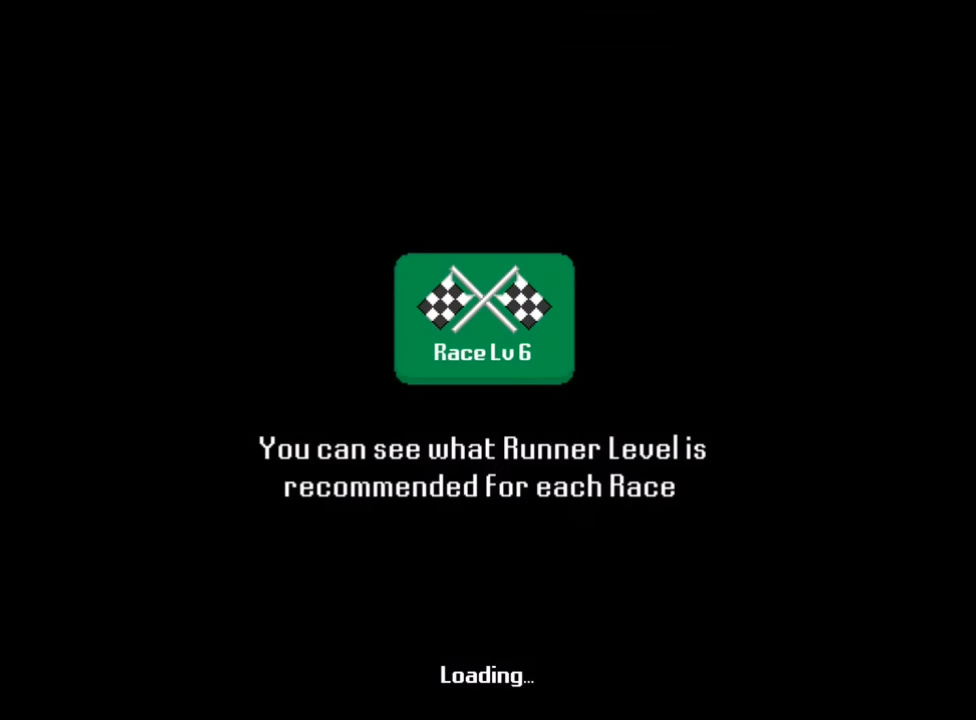 Race Lv 6
You can see what Runner Level is
recommended for each Race
Loading...